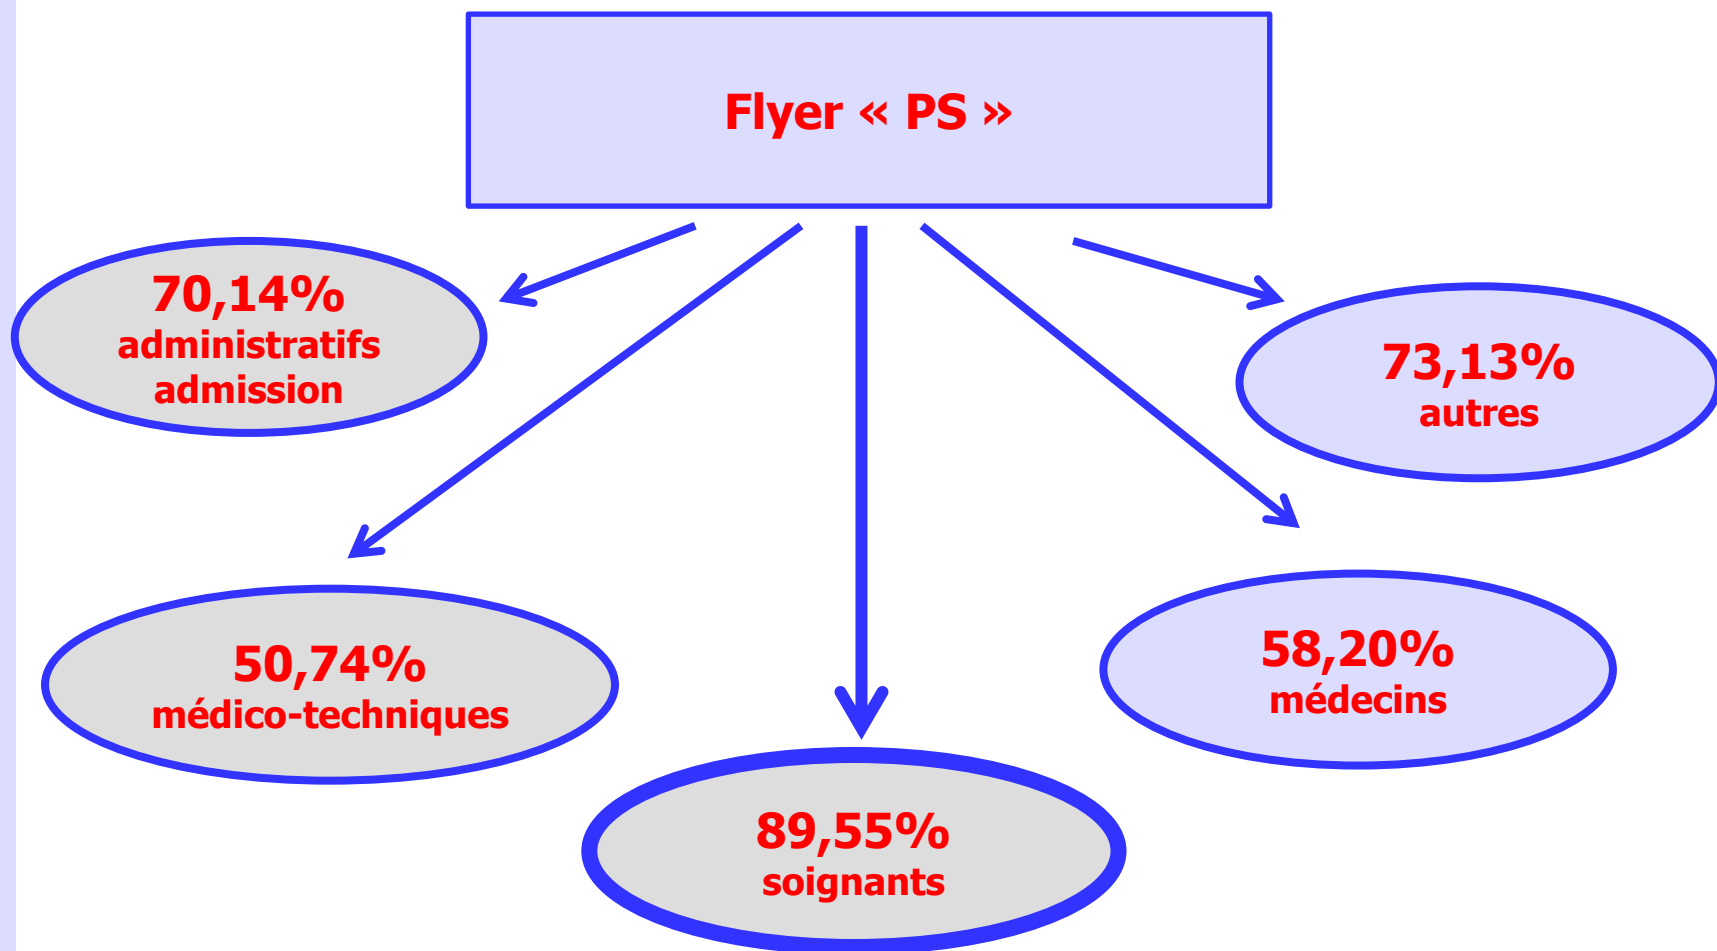 Flyer « PS »
70,14%
administratifs
admission
73,13%
autres
50,74%
médico-techniques
58,20%
médecins
89,55%
soignants